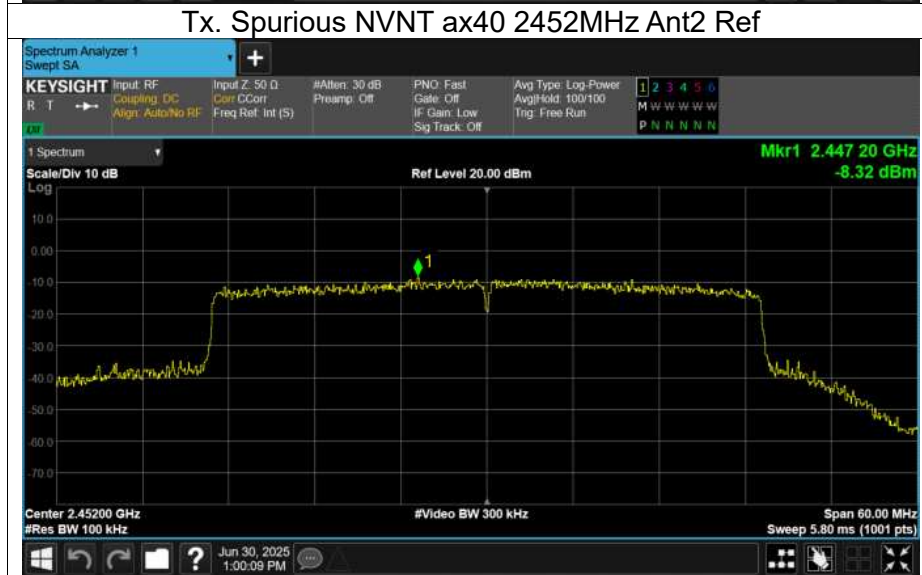 Tx. Spurious NVNT ax40 2452MHz Ant2 Ref
Spectrum Analyzer 1
Swept SA
+
KEYSIGHT
R T
Input: RF
Coupling: DC
Align: Auto/No RF
Input Z: 50 Ω
Corr CCorr
Freq Ref: Int (S)
#Atten: 30 dB
Preamp: Off
PNO: Fast
Gate: Off
IF Gain: Low
Sig Track: Off
Avg Type: Log-Power
Avg|Hold: 100/100
Trig: Free Run
1 2 3 4 5 6
M W W W W W
P N N N N N
1 Spectrum
Scale/Div 10 dB
Ref Level 20.00 dBm
Mkr1 2.447 20 GHz
-8.32 dBm
Log
10.0
0.00
-10.0
-20.0
-30.0
-40.0
-50.0
-60.0
-70.0
1
Center 2.45200 GHz
#Res BW 100 kHz
#Video BW 300 kHz
Span 60.00 MHz
Sweep 5.80 ms (1001 pts)
?
Jun 30, 2025
1:00:09 PM